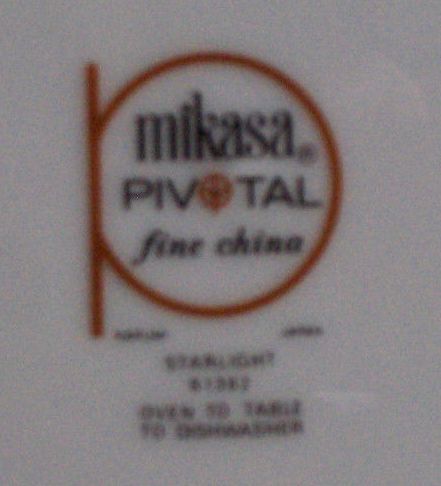 mikasa®
PIVOTAL
fine china
STARLIGHT
OVEN TO TABLE
TO DISHWASHER